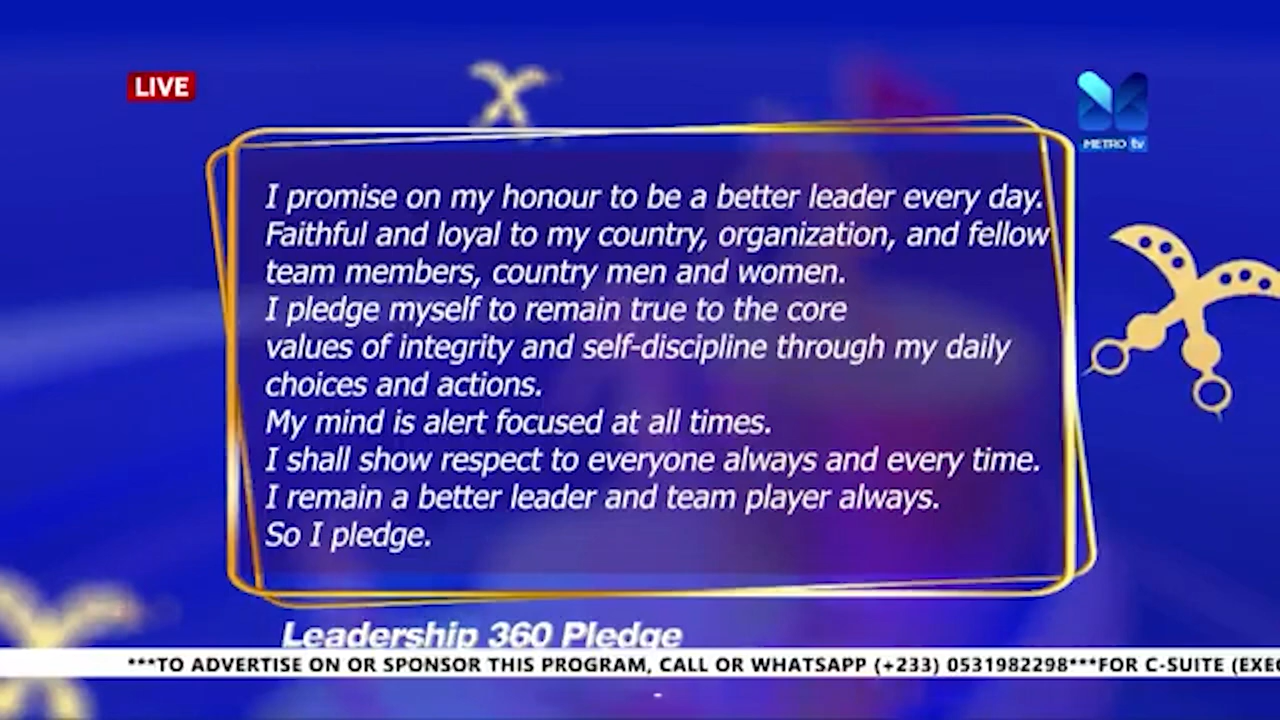 LIVE
METRO tv
I promise on my honour to be a better leader every day.
Faithful and loyal to my country, organization, and fellow
team members, country men and women.
I pledge myself to remain true to the core
values of integrity and self-discipline through my daily
choices and actions.
My mind is alert focused at all times.
I shall show respect to everyone always and every time.
I remain a better leader and team player always.
So I pledge.
Leadership 360 Pledge
***TO ADVERTISE ON OR SPONSOR THIS PROGRAM, CALL OR WHATSAPP (+233) 0531982298***FOR C-SUITE